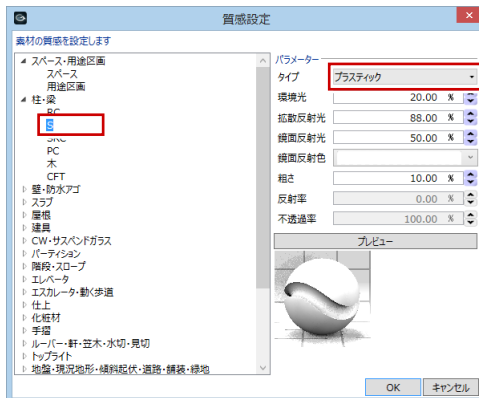 質感設定
素材の質感を設定します
スペース・用途区画
スペース
用途区画
柱・梁
RC
S
SRC
PC
木
CFT
壁・防水アゴ
スラブ
屋根
建具
CW・サスペンドガラス
パーティション
階段・スロープ
エレベータ
エスカレータ・動く歩道
仕上
化粧材
手摺
ルーバー・軒・笠木・水切・見切
トップライト
地盤・現況地形・傾斜起伏・道路・舗装・緑地
パラメーター
タイプ プラスティック
環境光 20.00 %
拡散反射光 88.00 %
鏡面反射光 50.00 %
鏡面反射色
粗さ 10.00 %
反射率 0.00 %
不透過率 100.00 %
プレビュー
OK キャンセル